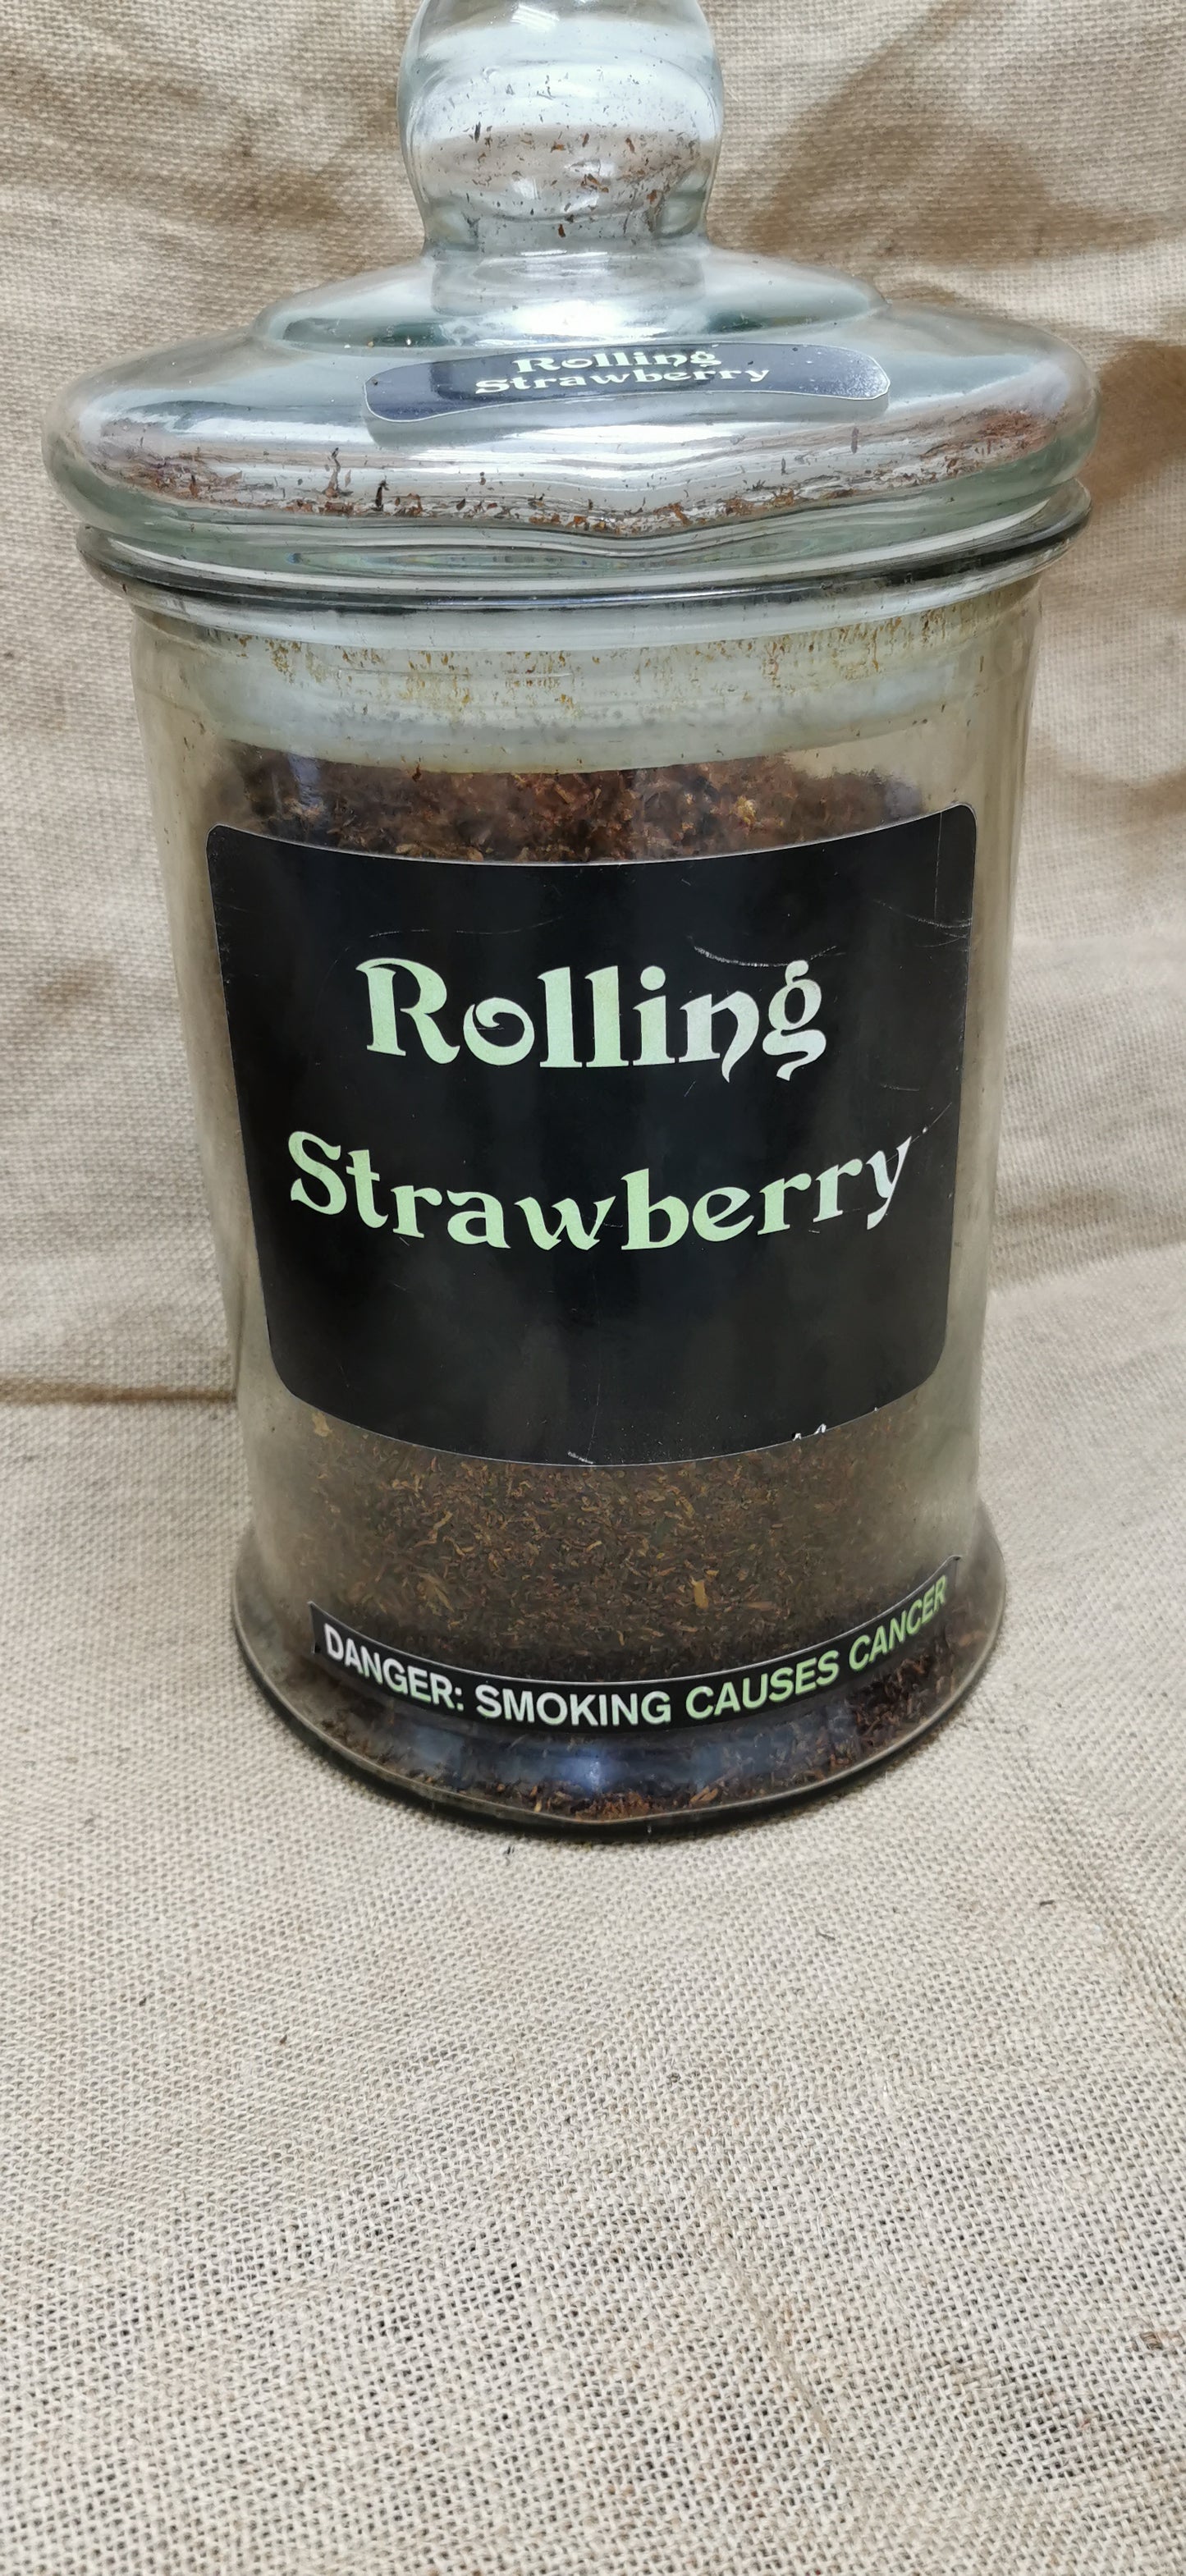 Rolling
Strawberry
Rolling
Strawberry
DANGER: SMOKING CAUSES CANCER